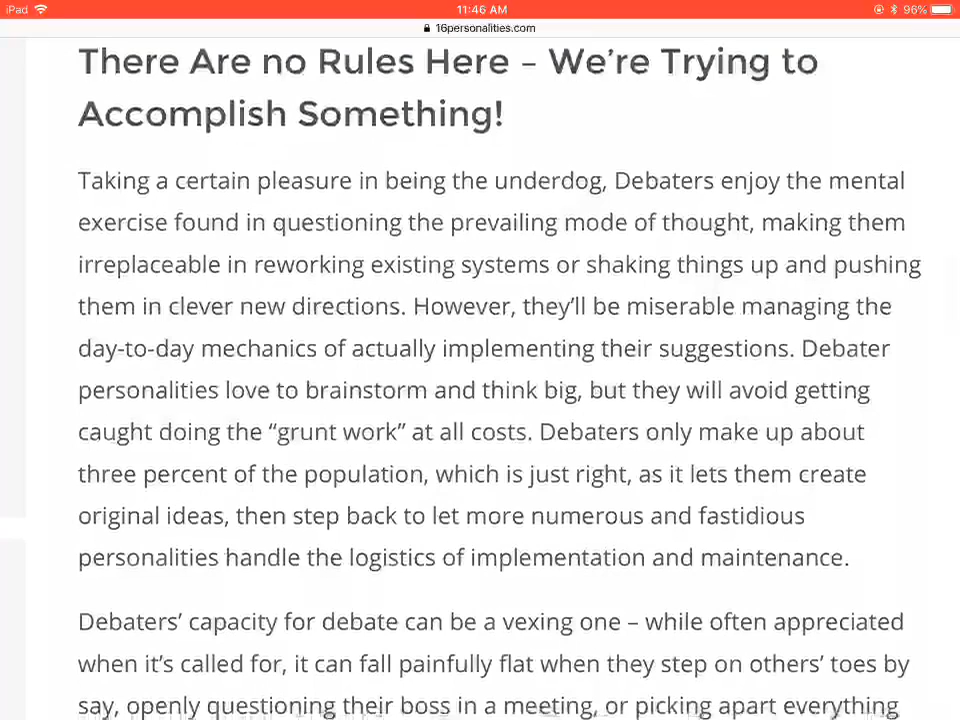 iPad 11:46 AM 96%
16personalities.com
There Are no Rules Here – We’re Trying to
Accomplish Something!
Taking a certain pleasure in being the underdog, Debaters enjoy the mental
exercise found in questioning the prevailing mode of thought, making them
irreplaceable in reworking existing systems or shaking things up and pushing
them in clever new directions. However, they’ll be miserable managing the
day-to-day mechanics of actually implementing their suggestions. Debater
personalities love to brainstorm and think big, but they will avoid getting
caught doing the “grunt work” at all costs. Debaters only make up about
three percent of the population, which is just right, as it lets them create
original ideas, then step back to let more numerous and fastidious
personalities handle the logistics of implementation and maintenance.
Debaters’ capacity for debate can be a vexing one – while often appreciated
when it’s called for, it can fall painfully flat when they step on others’ toes by
say, openly questioning their boss in a meeting, or picking apart everything